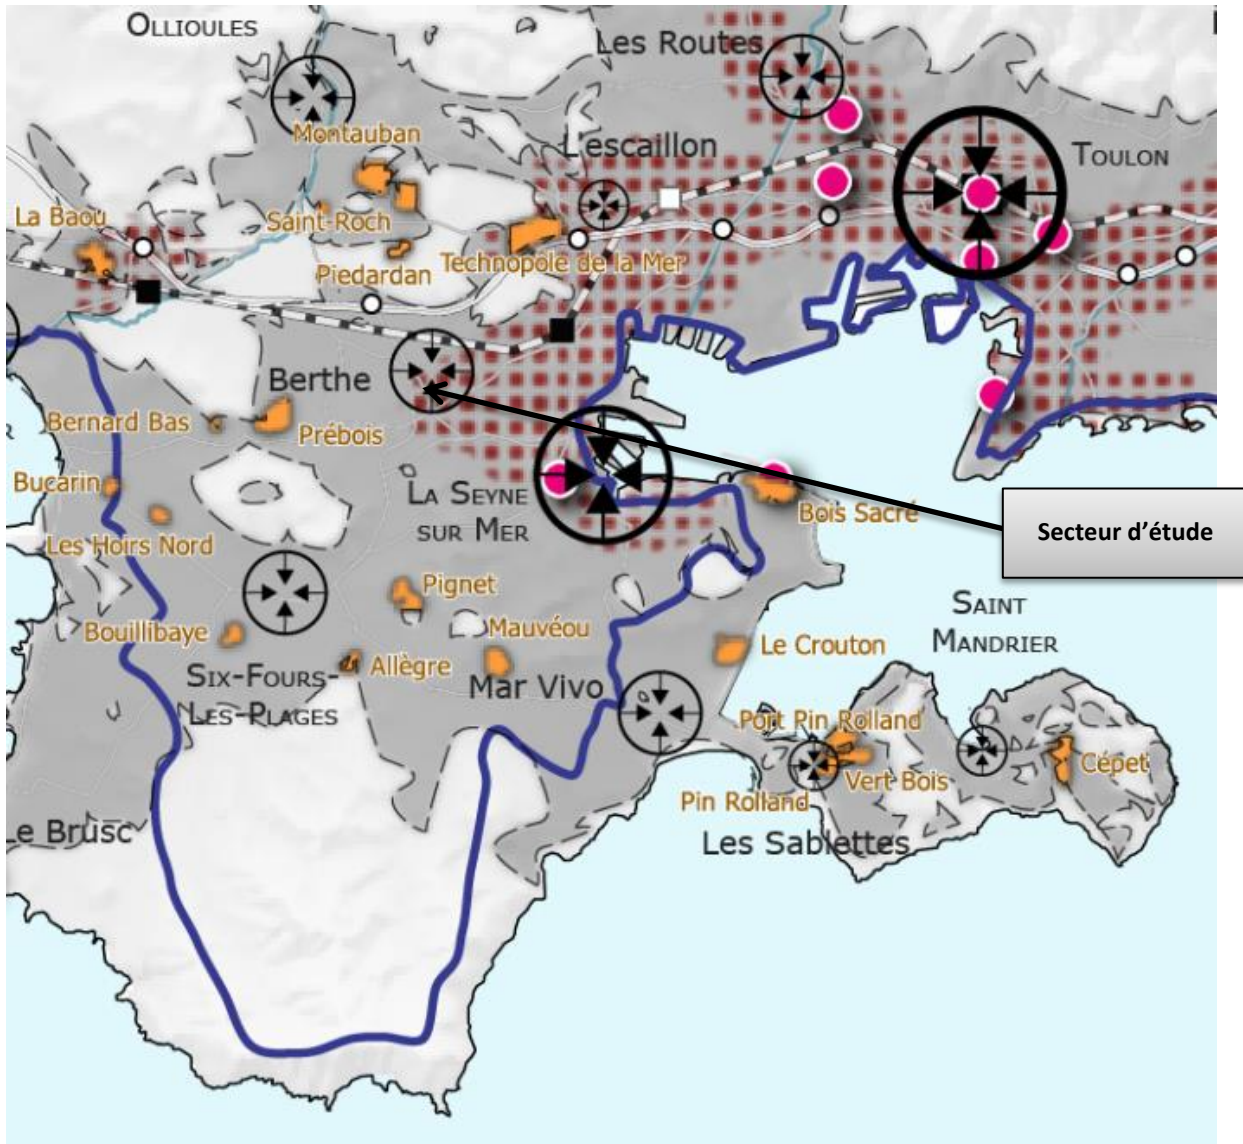 OLLIOULES
Les Routes
Montauban
L'escaillon
TOULON
La Baou
Saint-Roch
Piedardan
Technopole de la Mer
Berthe
Bernard Bas
Prébois
Bucarin
LA SEYNE
SUR MER
Bois Sacré
Secteur d'étude
Les Hoirs Nord
Pignet
SAINT
MANDRIER
Bouillibaye
Mauvéou
Allègre
Le Crouton
SIX-FOURS-
LES-PLAGES
Mar Vivo
Port Pin Rolland
Cépet
Vert Bois
Pin Rolland
Le Brusc
Les Sablettes